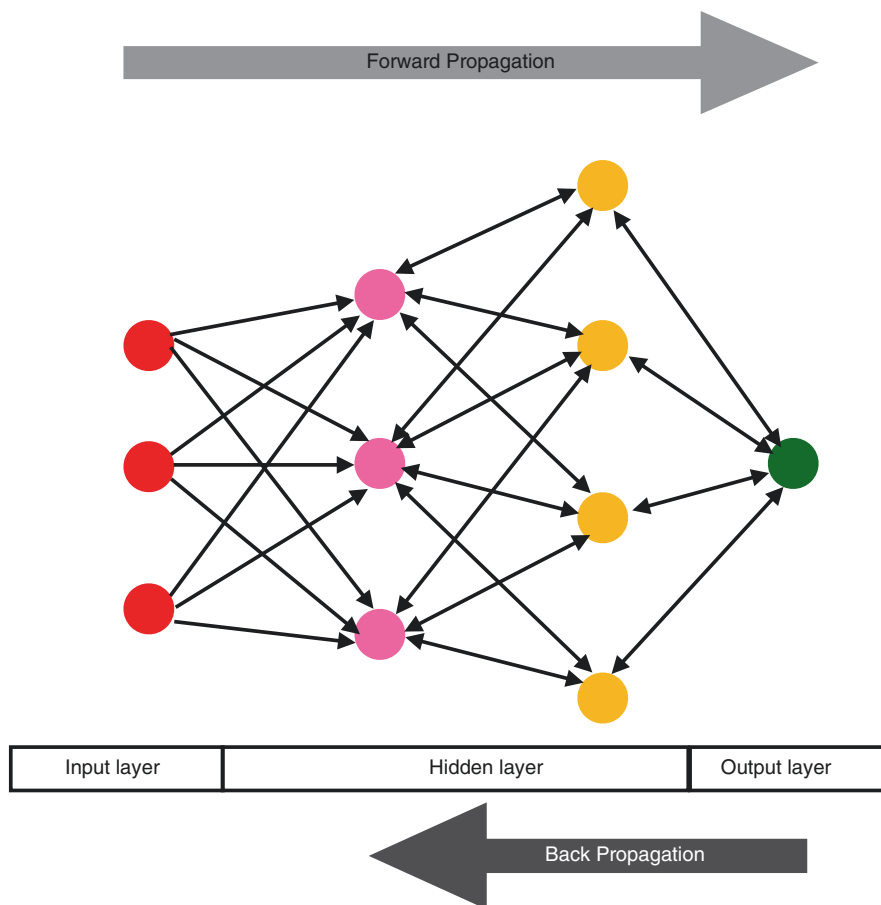 Forward Propagation
Input layer
Hidden layer
Output layer
Back Propagation